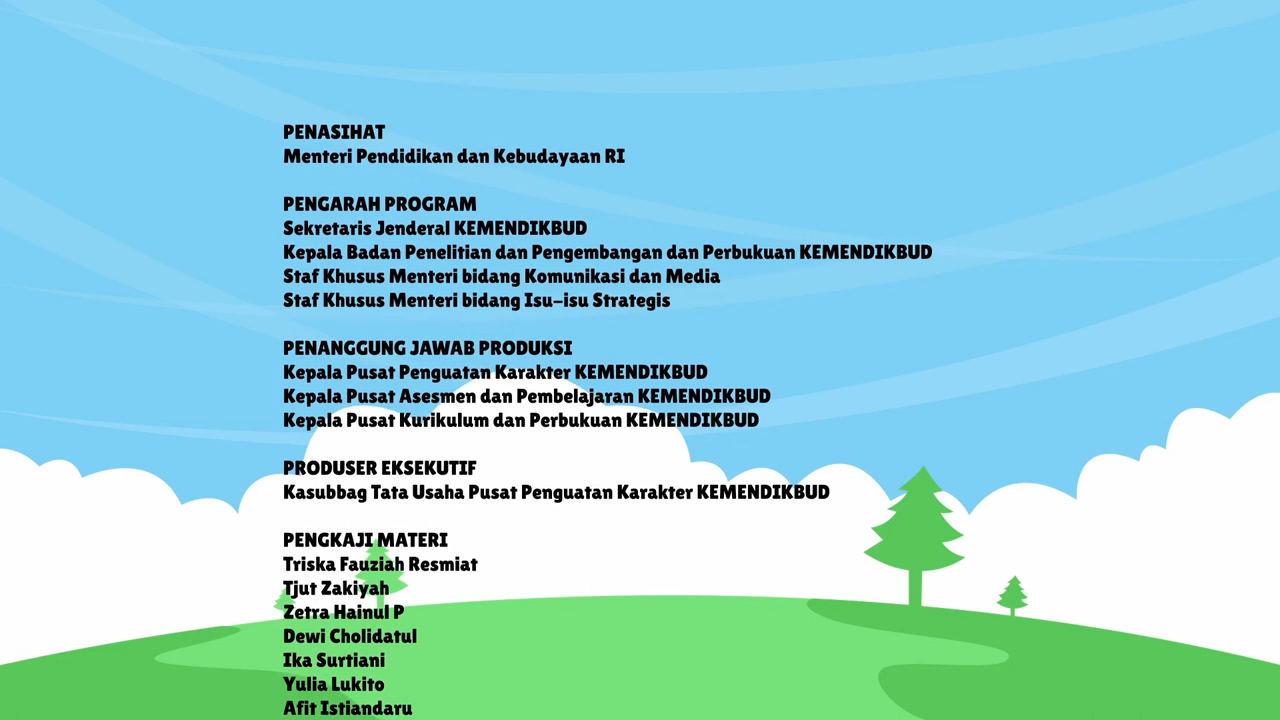 PENASIHAT
Menteri Pendidikan dan Kebudayaan RI
PENGARAH PROGRAM
Sekretaris Jenderal KEMENDIKBUD
Kepala Badan Penelitian dan Pengembangan dan Perbukuan KEMENDIKBUD
Staf Khusus Menteri bidang Komunikasi dan Media
Staf Khusus Menteri bidang Isu-isu Strategis
PENANGGUNG JAWAB PRODUKSI
Kepala Pusat Penguatan Karakter KEMENDIKBUD
Kepala Pusat Asesmen dan Pembelajaran KEMENDIKBUD
Kepala Pusat Kurikulum dan Perbukuan KEMENDIKBUD
PRODUSER EKSEKUTIF
Kasubbag Tata Usaha Pusat Penguatan Karakter KEMENDIKBUD
PENGKAJI MATERI
Triska Fauziah Resmiat
Tjut Zakiyah
Zetra Hainul P
Dewi Cholidatul
Ika Surtiani
Yulia Lukito
Afit Istiandaru